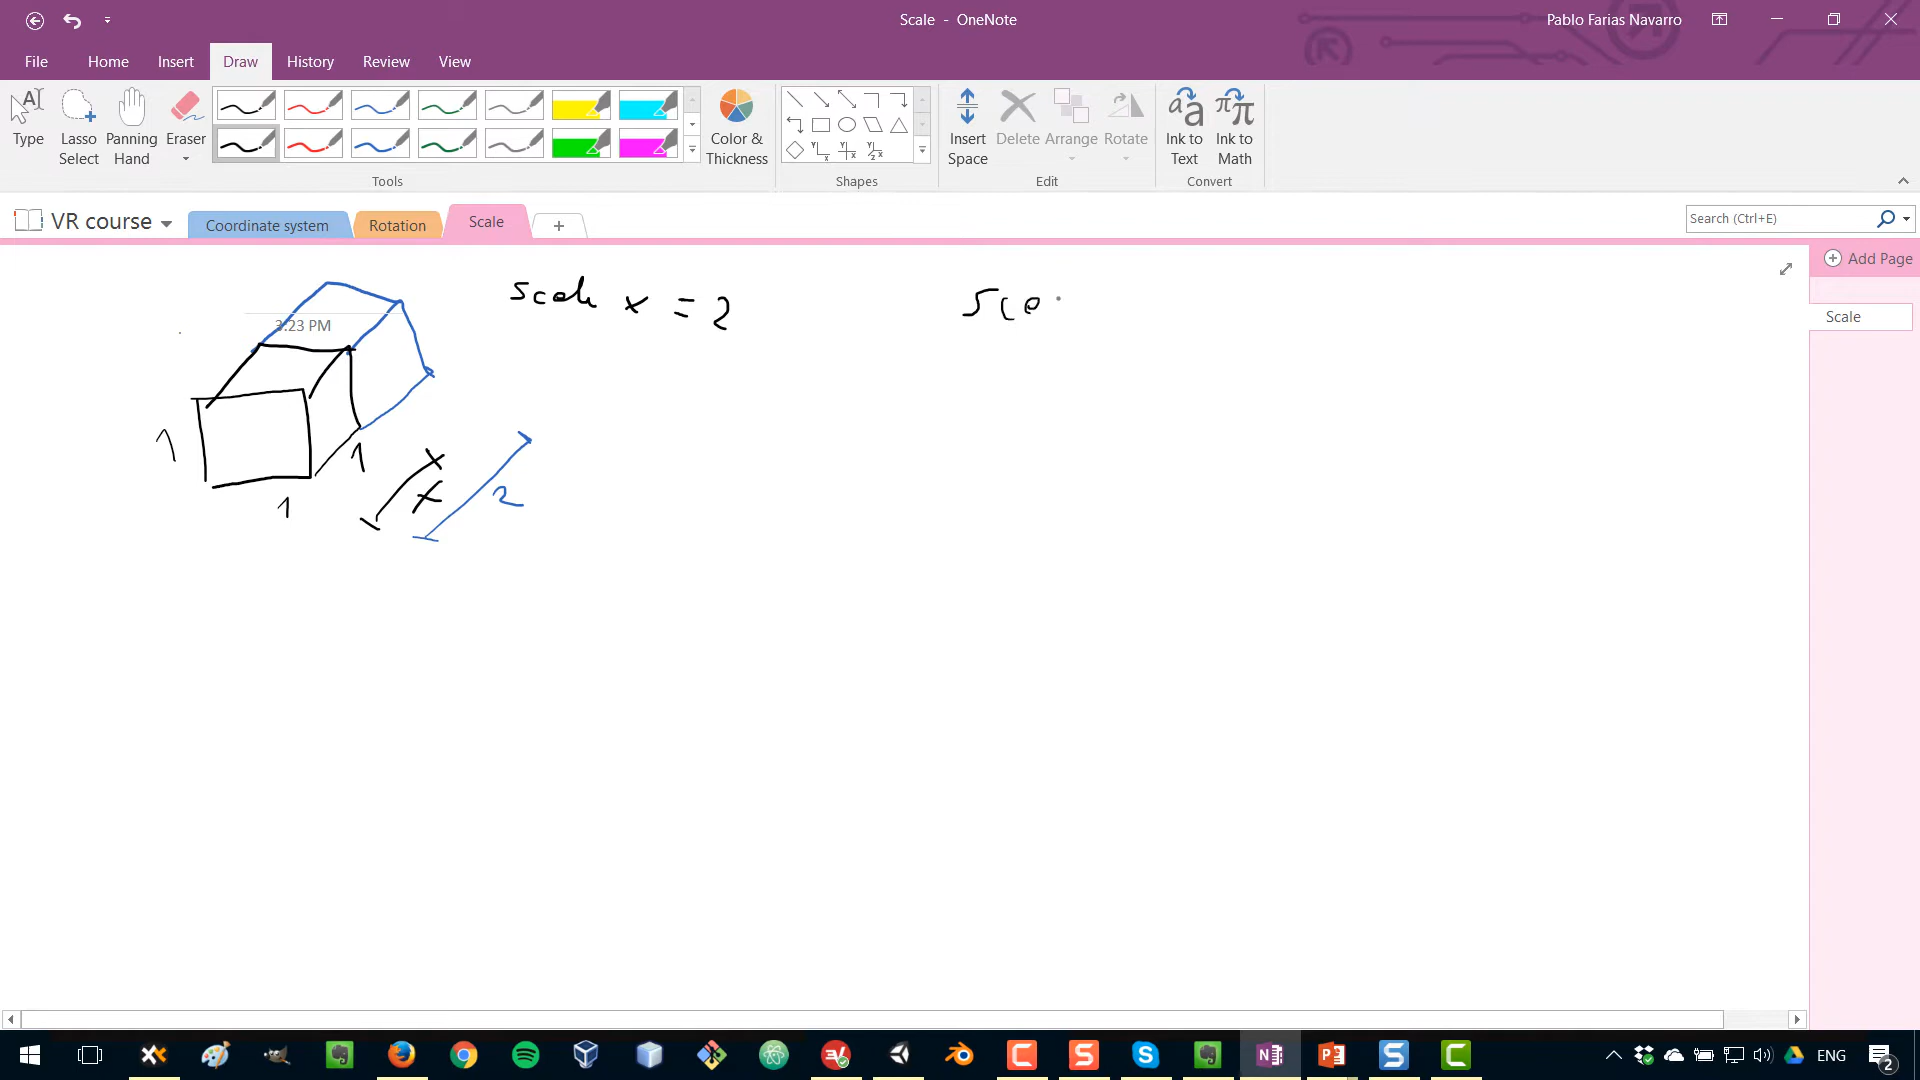 Scale - OneNote
Pablo Farias Navarro
File Home Insert Draw History Review View
Type
Lasso Select
Panning Hand
Eraser
Color & Thickness
Insert Space
Delete
Arrange
Rotate
Ink to Text
Ink to Math
Tools
Shapes
Edit
Convert
VR course
Coordinate system
Rotation
Scale
Search (Ctrl+E)
Add Page
Scale
3:23 PM
Scale x = 2
Sca
1
1
1
x
2
ENG
2